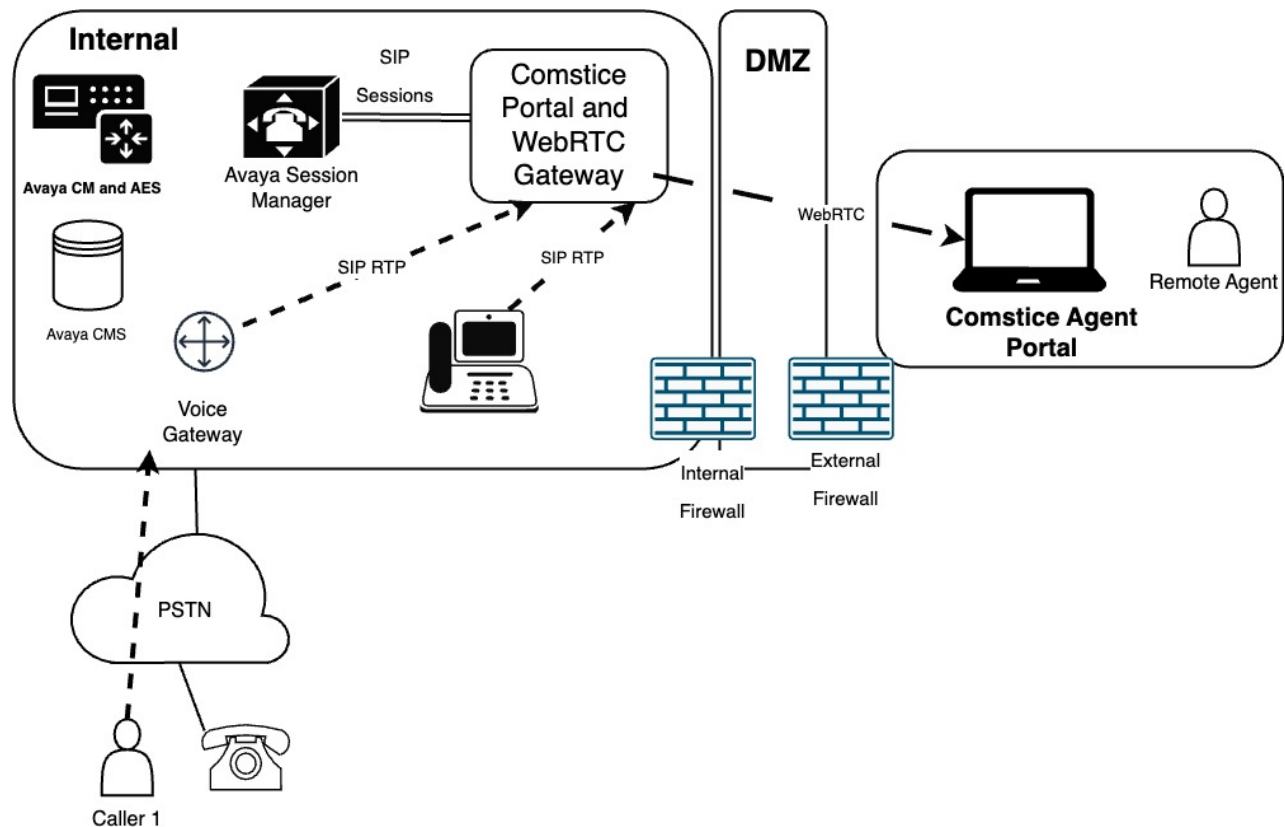 Internal
SIP
Sessions
Comstice
Portal and
WebRTC
Gateway
DMZ
Avaya CM and AES
Avaya Session
Manager
WebRTC
SIP RTP
SIP RTP
Remote Agent
Avaya CMS
Comstice Agent
Portal
Voice
Gateway
Internal
Firewall
External
Firewall
PSTN
Caller 1